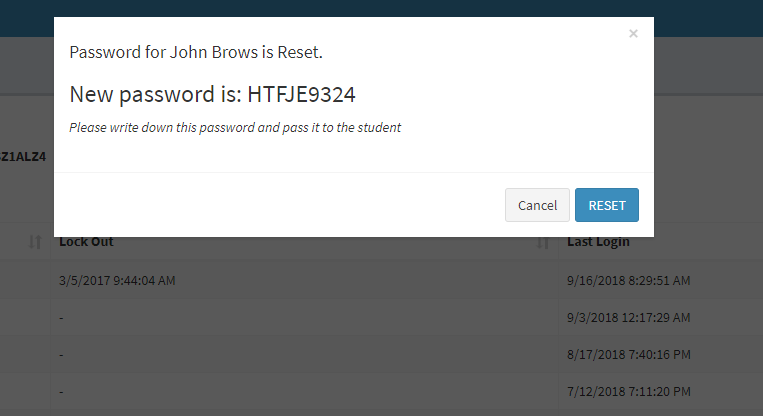 ×
Password for John Brows is Reset.
New password is: HTFJE9324
Please write down this password and pass it to the student
Z1ALZ4
Cancel RESET
Lock Out Last Login
3/5/2017 9:44:04 AM 9/16/2018 8:29:51 AM
- 9/3/2018 12:17:29 AM
- 8/17/2018 7:40:16 PM
- 7/12/2018 7:11:20 PM